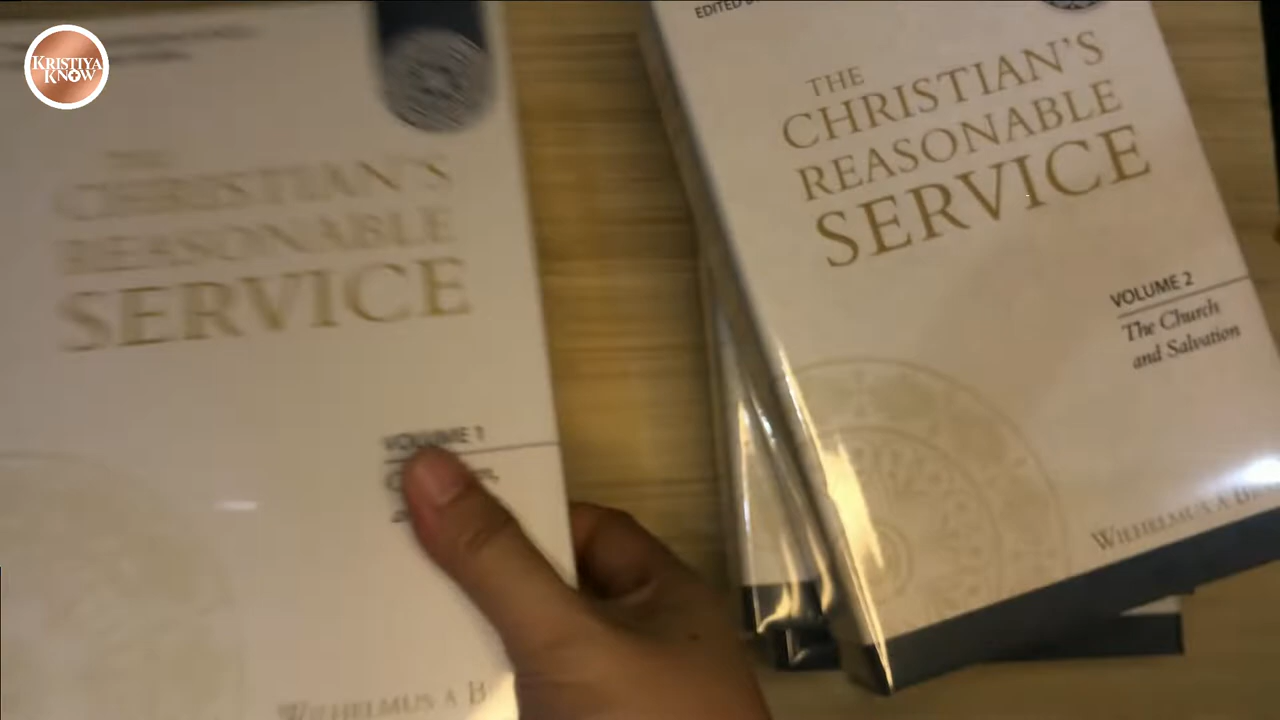 KRISTIYA
KNOW
THE
CHRISTIAN'S
REASONABLE
SERVICE
VOLUME 1
WILHELMUS À B
EDITED
THE
CHRISTIAN'S
REASONABLE
SERVICE
VOLUME 2
The Church
and Salvation
WILHELMUS À B